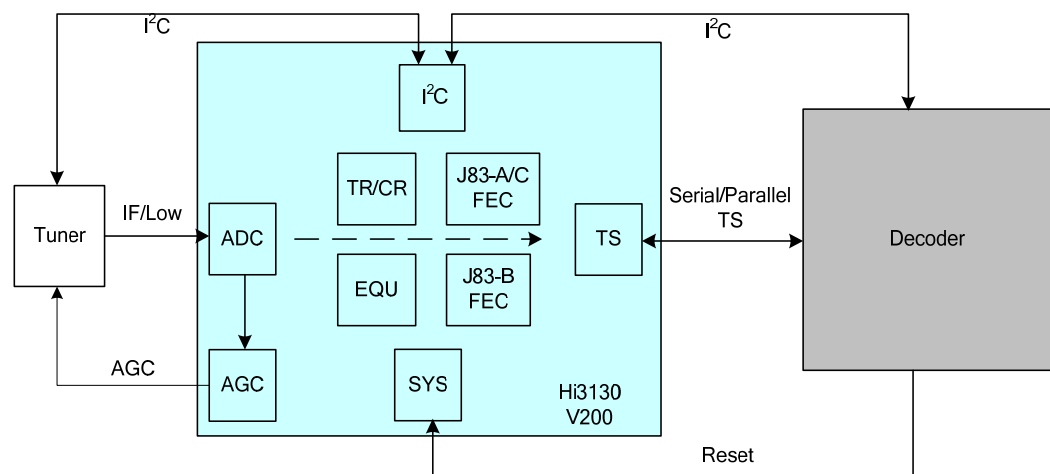 I²C
I²C
I²C
TR/CR
J83-A/C
FEC
Serial/Parallel
TS
IF/Low
Tuner
ADC
TS
Decoder
EQU
J83-B
FEC
AGC
AGC
SYS
Hi3130
V200
Reset